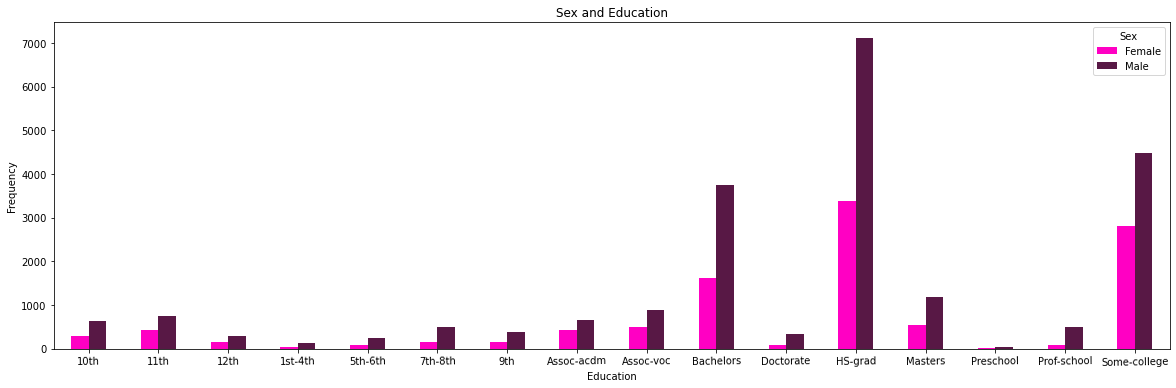 Sex and Education
Sex
Female
Male
7000
6000
5000
4000
3000
2000
1000
0
Frequency
10th 11th 12th 1st-4th 5th-6th 7th-8th 9th Assoc-acdm Assoc-voc Bachelors Doctorate HS-grad Masters Preschool Prof-school Some-college
Education